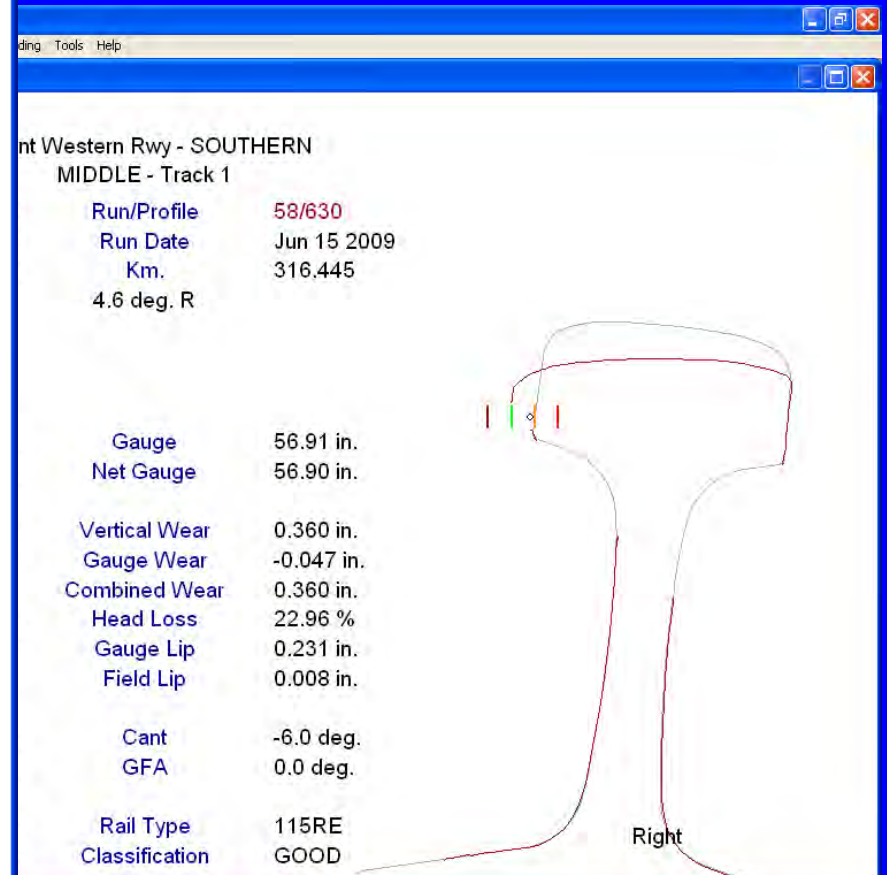 ding Tools Help
nt Western Rwy - SOUTHERN
MIDDLE - Track 1
Run/Profile 58/630
Run Date Jun 15 2009
Km. 316.445
4.6 deg. R
Gauge 56.91 in.
Net Gauge 56.90 in.
Vertical Wear 0.360 in.
Gauge Wear -0.047 in.
Combined Wear 0.360 in.
Head Loss 22.96 %
Gauge Lip 0.231 in.
Field Lip 0.008 in.
Cant -6.0 deg.
GFA 0.0 deg.
Rail Type 115RE
Classification GOOD
Right